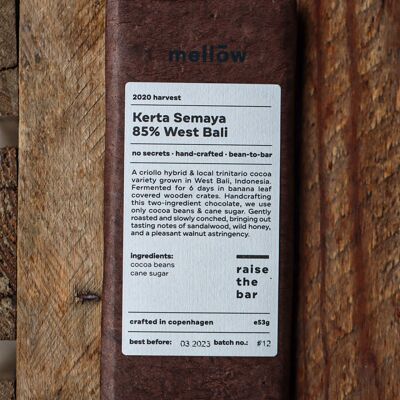 mellōw
2020 harvest
Kerta Semaya
85% West Bali
no secrets · hand-crafted · bean-to-bar
A criollo hybrid & local trinitario cocoa
variety grown in West Bali, Indonesia.
Fermented for 6 days in banana leaf
covered wooden crates. Handcrafting
this two-ingredient chocolate, we use
only cocoa beans & cane sugar. Gently
roasted and slowly conched, bringing out
tasting notes of sandalwood, wild honey,
and a pleasant walnut astringency.
ingredients:
cocoa beans
cane sugar
raise
the
bar
crafted in copenhagen e53g
best before: 03.2023 batch no.: #12